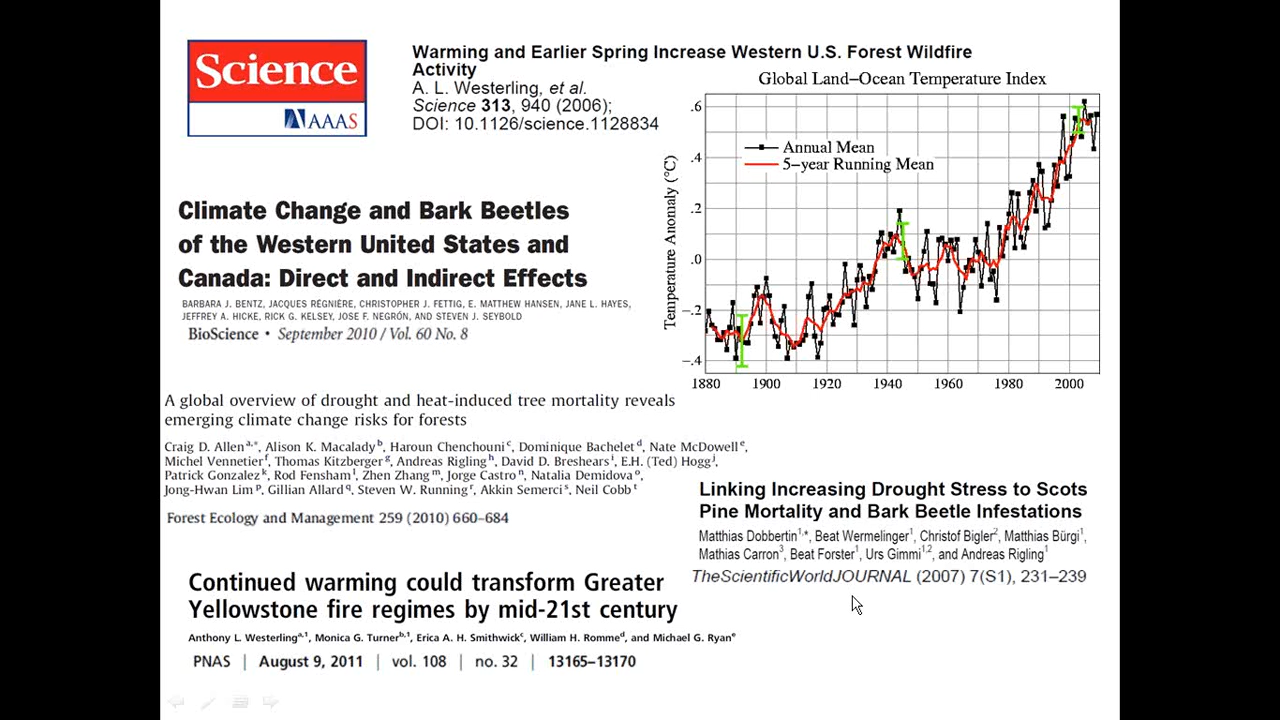 Science
AAAS
Warming and Earlier Spring Increase Western U.S. Forest Wildfire
Activity
A. L. Westerling, et al.
Science 313, 940 (2006);
DOI: 10.1126/science.1128834
Global Land–Ocean Temperature Index
Temperature Anomaly (°C)
.6
.4
.2
.0
–.2
–.4
Annual Mean
5–year Running Mean
1880 1900 1920 1940 1960 1980 2000
Climate Change and Bark Beetles
of the Western United States and
Canada: Direct and Indirect Effects
BARBARA J. BENTZ, JACQUES RÉGNIÈRE, CHRISTOPHER J. FETTIG, E. MATTHEW HANSEN, JANE L. HAYES,
JEFFREY A. HICKE, RICK G. KELSEY, JOSE F. NEGRÓN, AND STEVEN J. SEYBOLD
BioScience • September 2010 / Vol. 60 No. 8
A global overview of drought and heat-induced tree mortality reveals
emerging climate change risks for forests
Craig D. Allen a,*, Alison K. Macalady b, Haroun Chenchouni c, Dominique Bachelet d, Nate McDowell e,
Michel Vennetier f, Thomas Kitzberger g, Andreas Rigling h, David D. Breshears i, E.H. (Ted) Hogg j,
Patrick Gonzalez k, Rod Fensham l, Zhen Zhang m, Jorge Castro n, Natalia Demidova o,
Jong-Hwan Lim p, Gillian Allard q, Steven W. Running r, Akkin Semerci s, Neil Cobb t
Forest Ecology and Management 259 (2010) 660–684
Linking Increasing Drought Stress to Scots
Pine Mortality and Bark Beetle Infestations
Matthias Dobbertin1,*, Beat Wermelinger1, Christof Bigler2, Matthias Bürgi1,
Mathias Carron3, Beat Forster1, Urs Gimmi1,2, and Andreas Rigling1
TheScientificWorldJOURNAL (2007) 7(S1), 231–239
Continued warming could transform Greater
Yellowstone fire regimes by mid-21st century
Anthony L. Westerling a,1, Monica G. Turner b,1, Erica A. H. Smithwick c, William H. Romme d, and Michael G. Ryan e
PNAS | August 9, 2011 | vol. 108 | no. 32 | 13165–13170